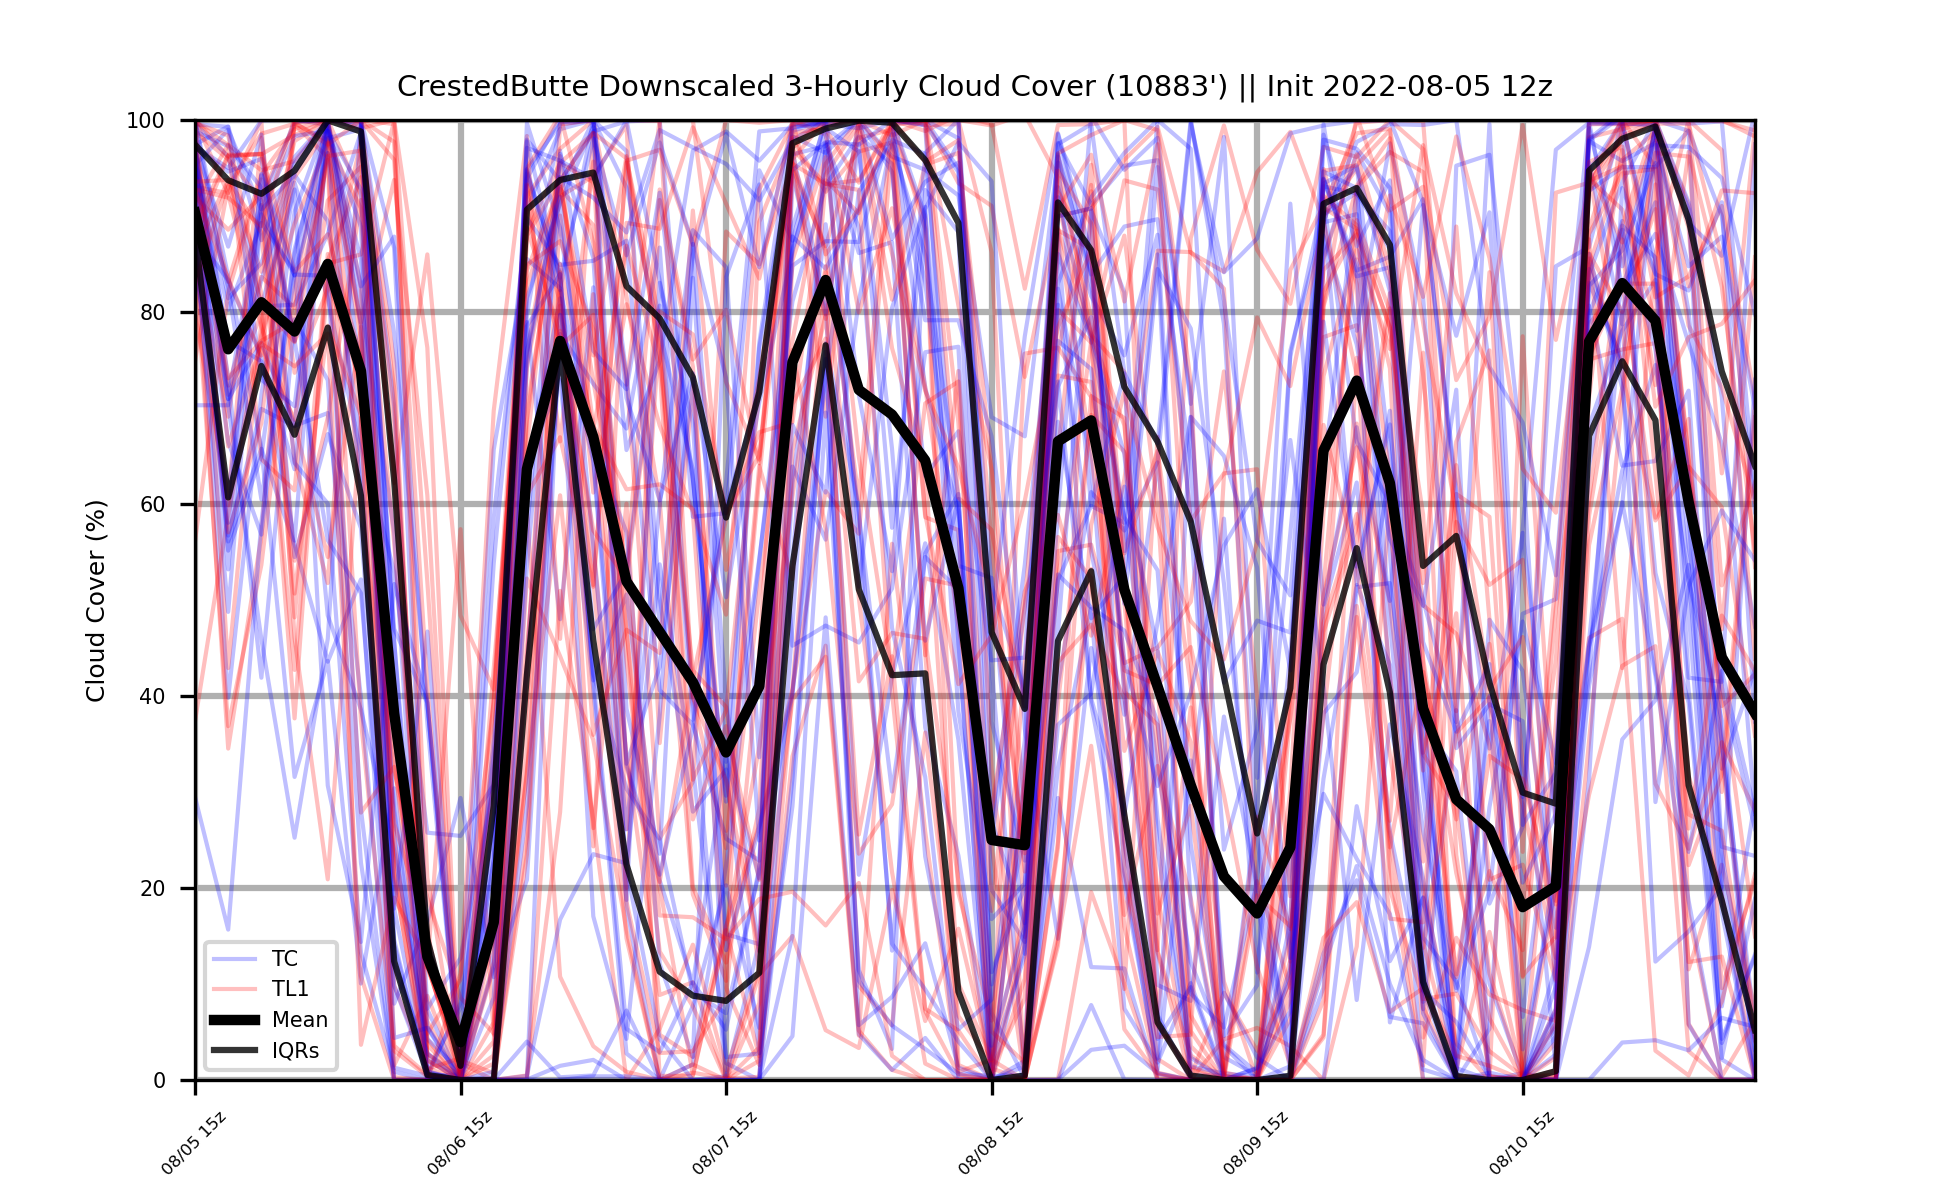 CrestedButte Downscaled 3-Hourly Cloud Cover (10883') || Init 2022-08-05 12z
Cloud Cover (%)
100
80
60
40
20
0
TC
TL1
Mean
IQRs
08/05 15z
08/06 15z
08/07 15z
08/08 15z
08/09 15z
08/10 15z